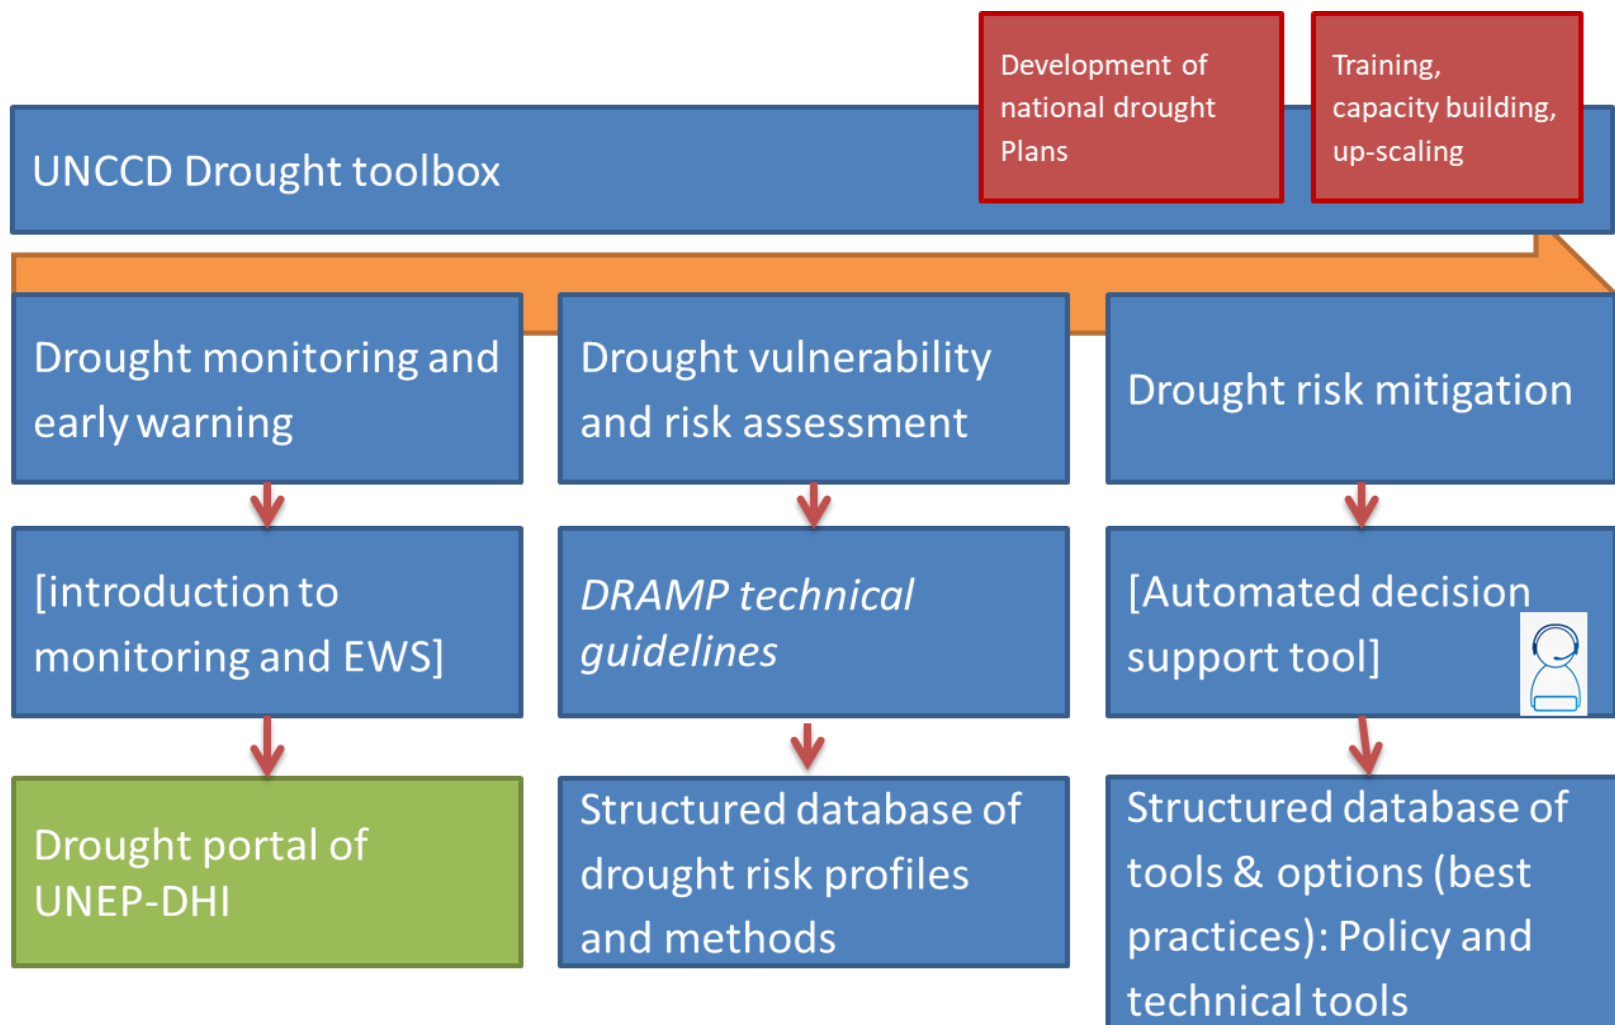 Development of
national drought
Plans
Training,
capacity building,
up-scaling
UNCCD Drought toolbox
Drought monitoring and
early warning
Drought vulnerability
and risk assessment
Drought risk mitigation
[introduction to
monitoring and EWS]
DRAMP technical
guidelines
[Automated decision
support tool]
Drought portal of
UNEP-DHI
Structured database of
drought risk profiles
and methods
Structured database of
tools & options (best
practices): Policy and
technical tools